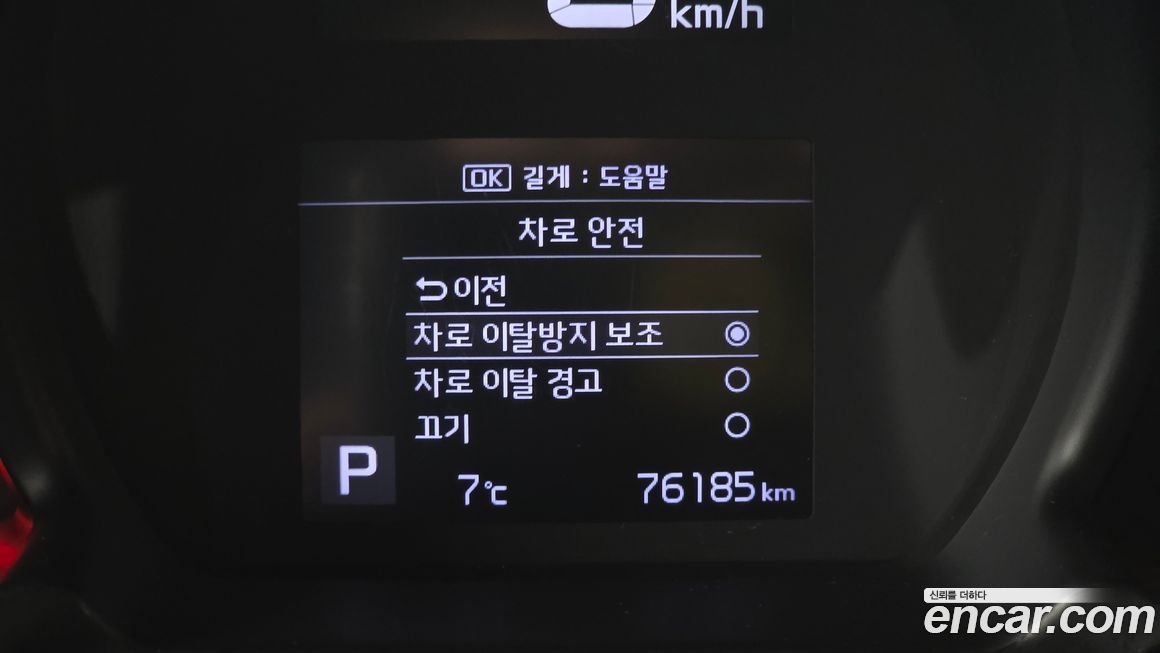 km/h
OK 길게 : 도움말
차로 안전
이전
차로 이탈방지 보조
차로 이탈 경고
끄기
P
7℃
76185 km
신뢰를 더하다
encar.com